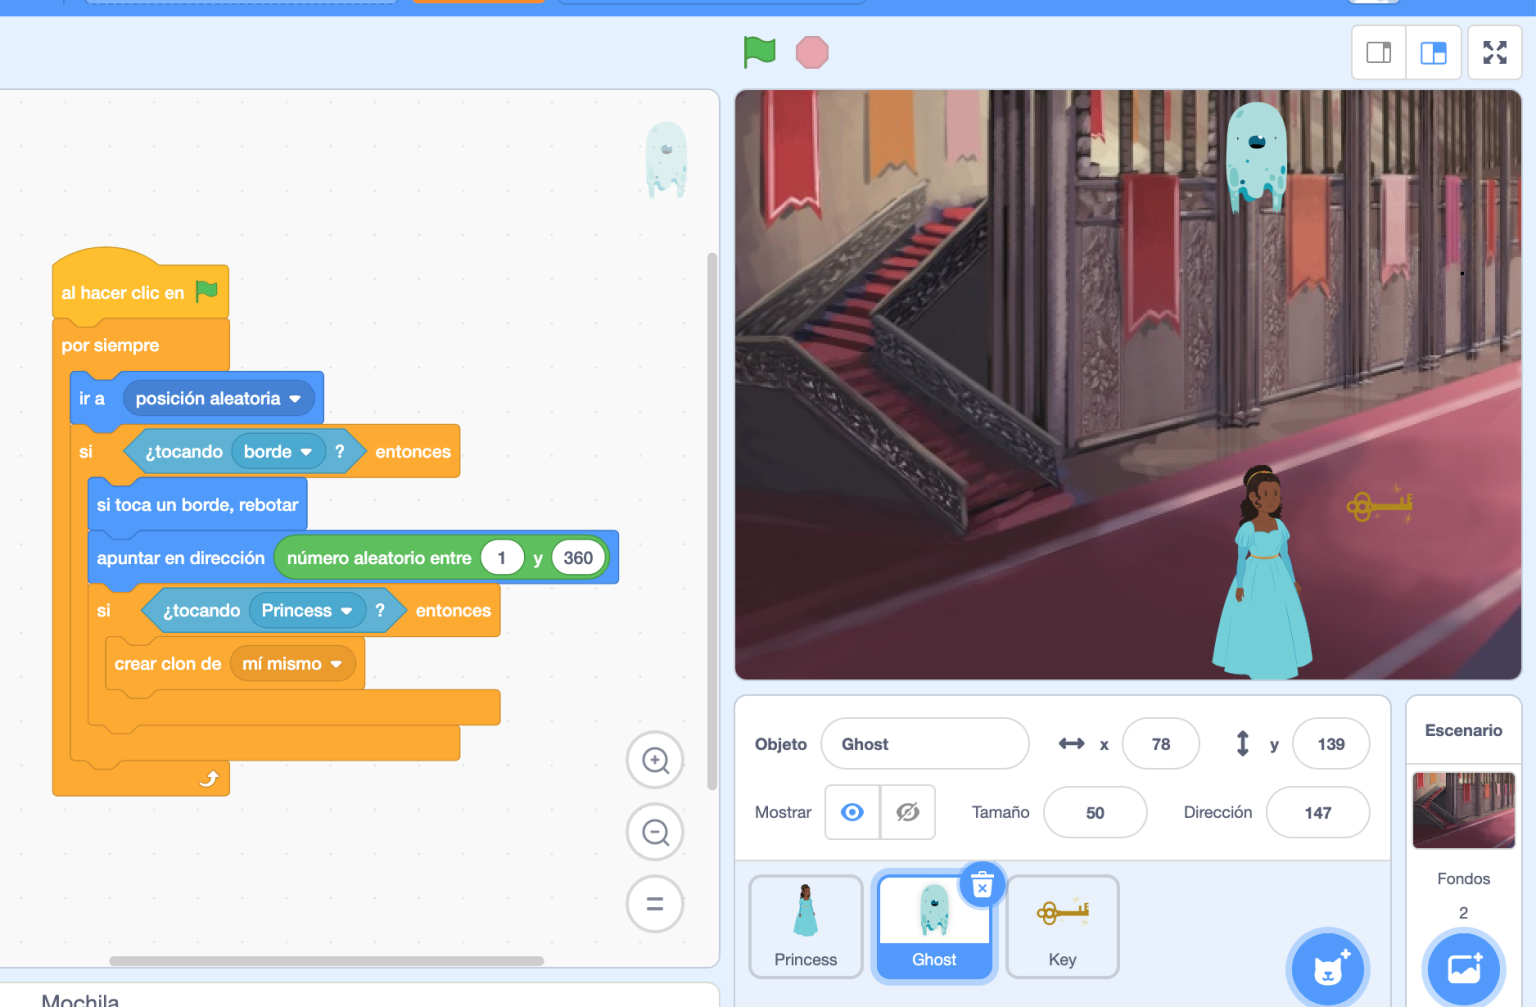 al hacer clic en
por siempre
ir a posición aleatoria
si ¿tocando borde ? entonces
si toca un borde, rebotar
apuntar en dirección número aleatorio entre 1 y 360
si ¿tocando Princess ? entonces
crear clon de mí mismo
Mochila
Objeto Ghost x 78 y 139
Mostrar Tamaño 50 Dirección 147
Princess
Ghost
Key
Escenario
Fondos
2